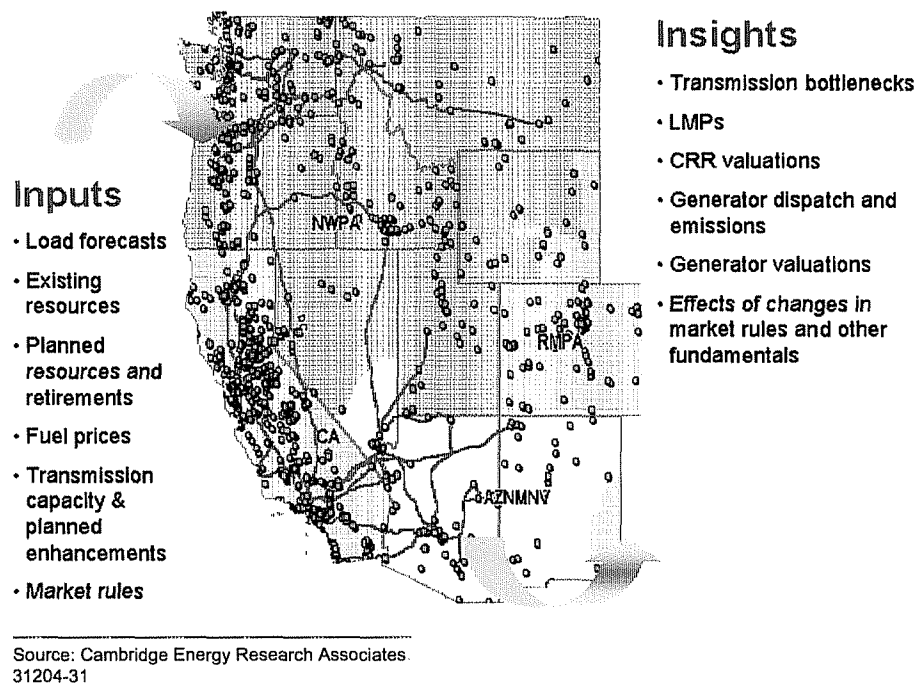 Inputs
• Load forecasts
• Existing
resources
• Planned
resources and
retirements
• Fuel prices
• Transmission
capacity &
planned
enhancements
• Market rules
NWPA
RMPA
CA
AZNMNV
Insights
• Transmission bottlenecks
• LMPs
• CRR valuations
• Generator dispatch and
emissions
• Generator valuations
• Effects of changes in
market rules and other
fundamentals
Source: Cambridge Energy Research Associates.
31204-31